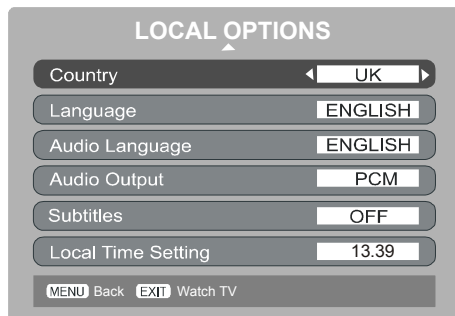 LOCAL OPTIONS
Country UK
Language ENGLISH
Audio Language ENGLISH
Audio Output PCM
Subtitles OFF
Local Time Setting 13.39
MENU Back EXIT Watch TV